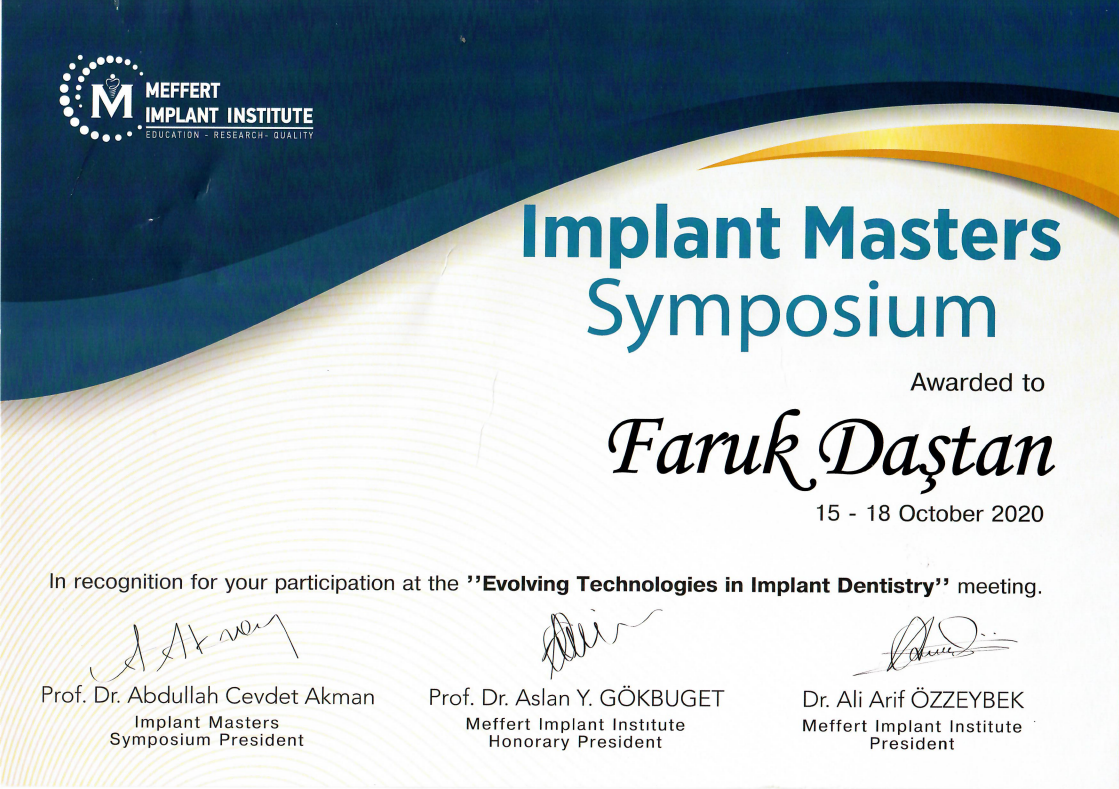 MEFFERT
IMPLANT INSTITUTE
EDUCATION - RESEARCH- QUALITY
Implant Masters
Symposium
Awarded to
Faruk Daştan
15 - 18 October 2020
In recognition for your participation at the ’’Evolving Technologies in Implant Dentistry’’ meeting.
Prof. Dr. Abdullah Cevdet Akman
Implant Masters
Symposium President
Prof. Dr. Aslan Y. GÖKBUGET
Meffert Implant Instıtute
Honorary President
Dr. Ali Arif ÖZZEYBEK
Meffert Implant Institute
President